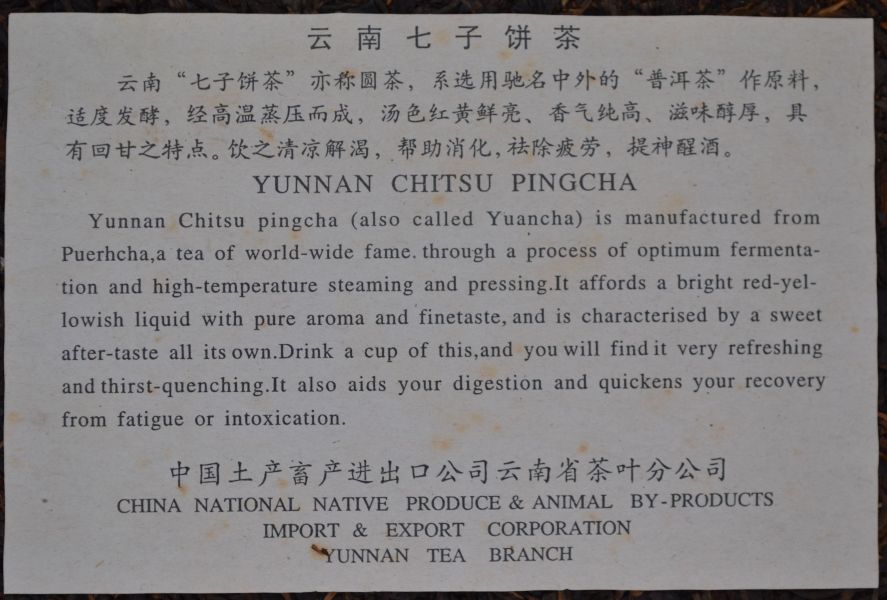 云南七子饼茶
云南“七子饼茶”亦称圆茶，系选用驰名中外的“普洱茶”作原料，
适度发酵，经高温蒸压而成，汤色红黄鲜亮、香气纯高、滋味醇厚，具
有回甘之特点。饮之清凉解渴，帮助消化，祛除疲劳，提神醒酒。
YUNNAN CHITSU PINGCHA
Yunnan Chitsu pingcha (also called Yuancha) is manufactured from
Puerhcha,a tea of world-wide fame. through a process of optimum fermenta-
tion and high-temperature steaming and pressing.It affords a bright red-yel-
lowish liquid with pure aroma and finetaste, and is characterised by a sweet
after-taste all its own.Drink a cup of this,and you will find it very refreshing
and thirst-quenching.It also aids your digestion and quickens your recovery
from fatigue or intoxication.
中国土产畜产进出口公司云南省茶叶分公司
CHINA NATIONAL NATIVE PRODUCE & ANIMAL BY-PRODUCTS
IMPORT & EXPORT CORPORATION
YUNNAN TEA BRANCH